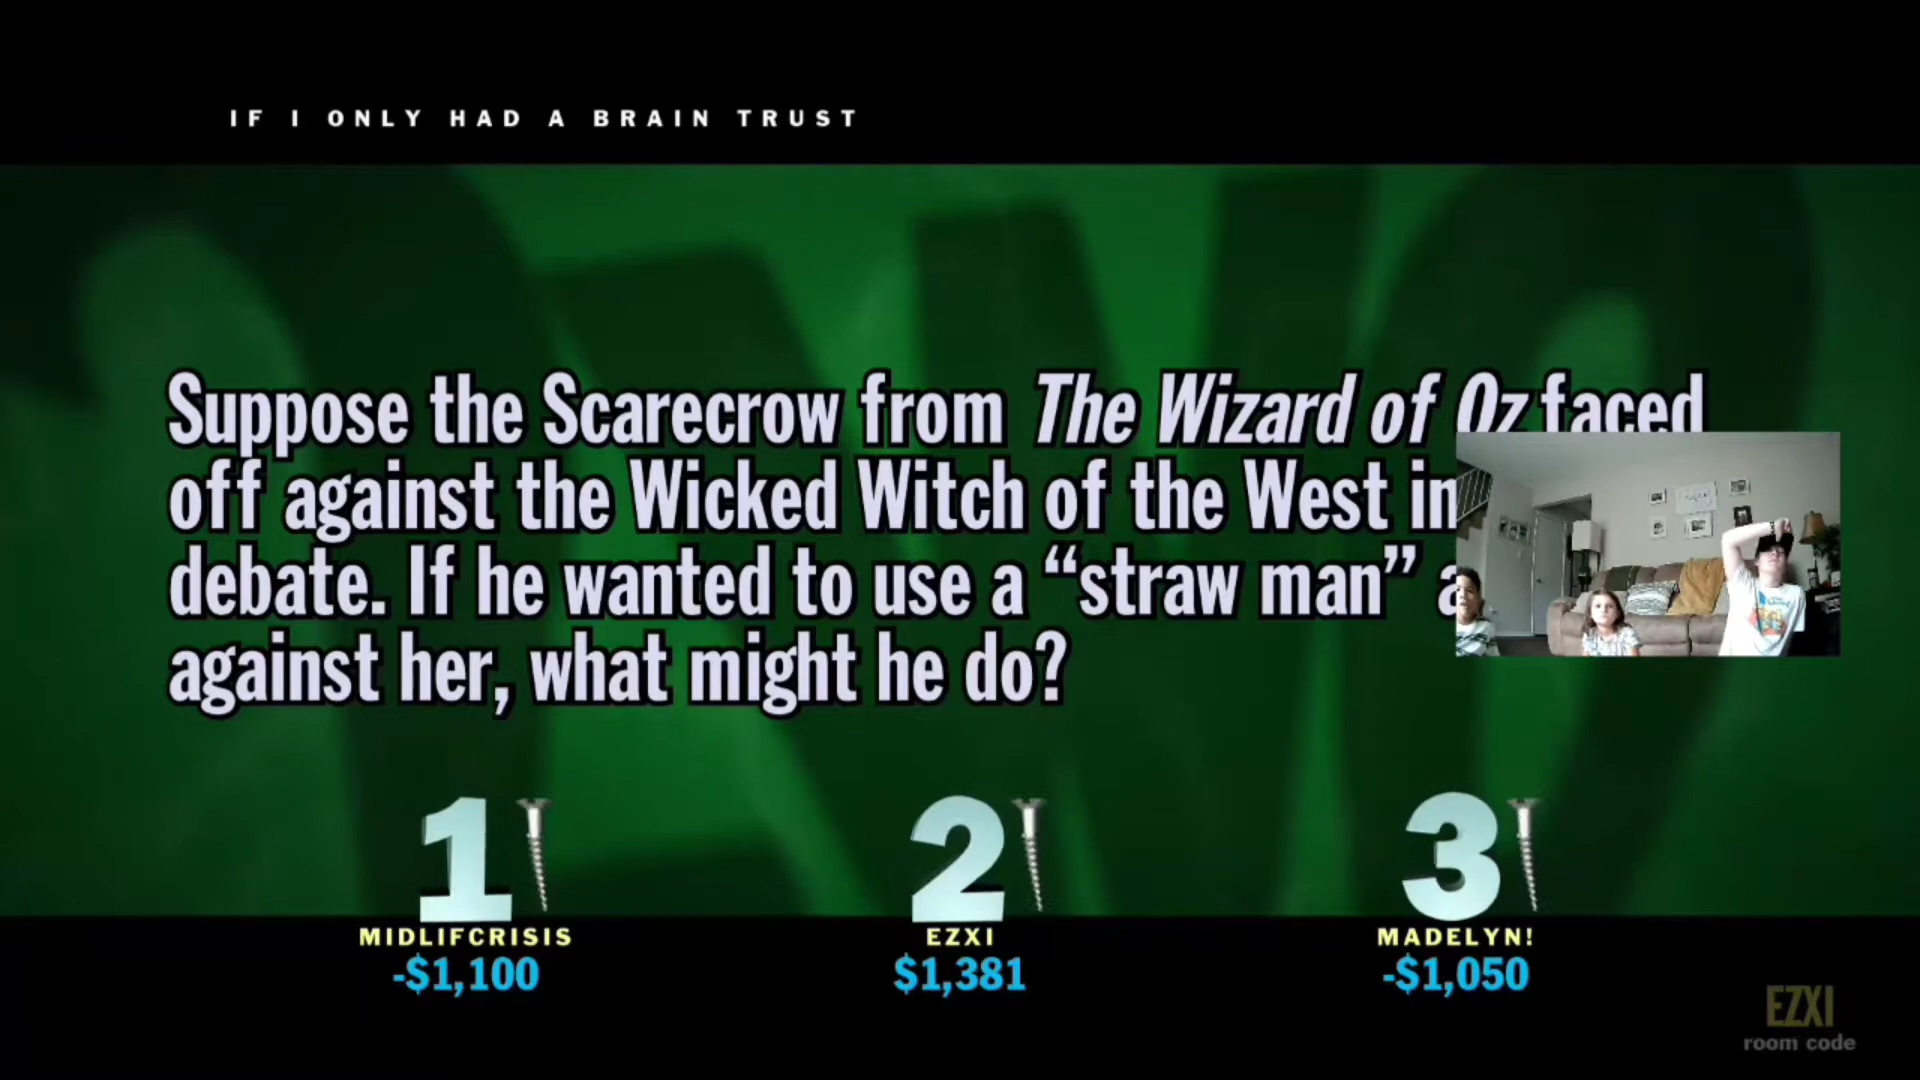 IF I ONLY HAD A BRAIN TRUST
Suppose the Scarecrow from The Wizard of Oz faced
off against the Wicked Witch of the West in
debate. If he wanted to use a “straw man”
against her, what might he do?
1 2 3
MIDLIFCRISIS EZXI MADELYN!
-$1,100 $1,381 -$1,050
EZXI
room code